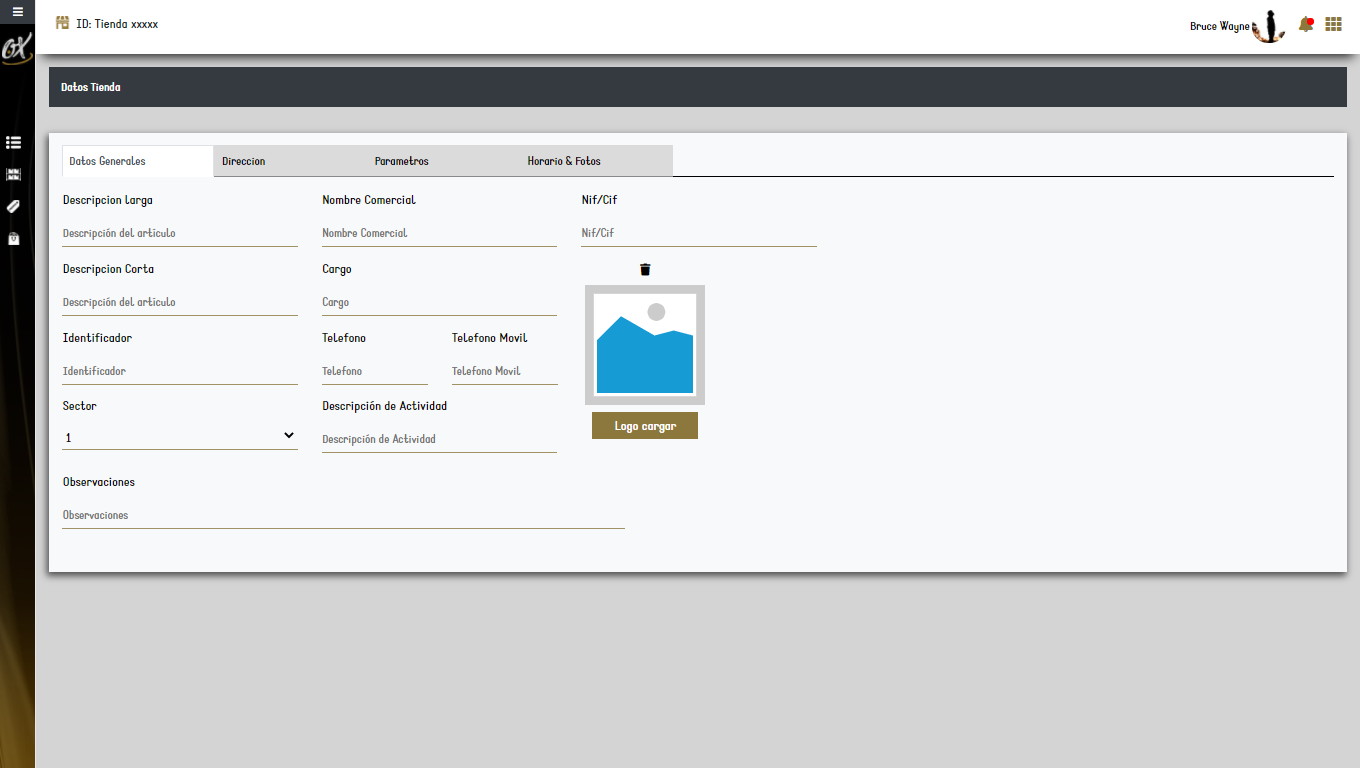 ID: Tienda xxxxx
Bruce Wayne
OX
Datos Tienda
Datos Generales
Direccion
Parametros
Horario & Fotos
Descripcion Larga
Nombre Comercial
Nif/Cif
Descripción del articulo
Nombre Comercial
Nif/Cif
Descripcion Corta
Cargo
Descripción del articulo
Cargo
Identificador
Telefono
Telefono Movil
Identificador
Telefono
Telefono Movil
Sector
Descripción de Actividad
1
Descripción de Actividad
Logo cargar
Observaciones
Observaciones